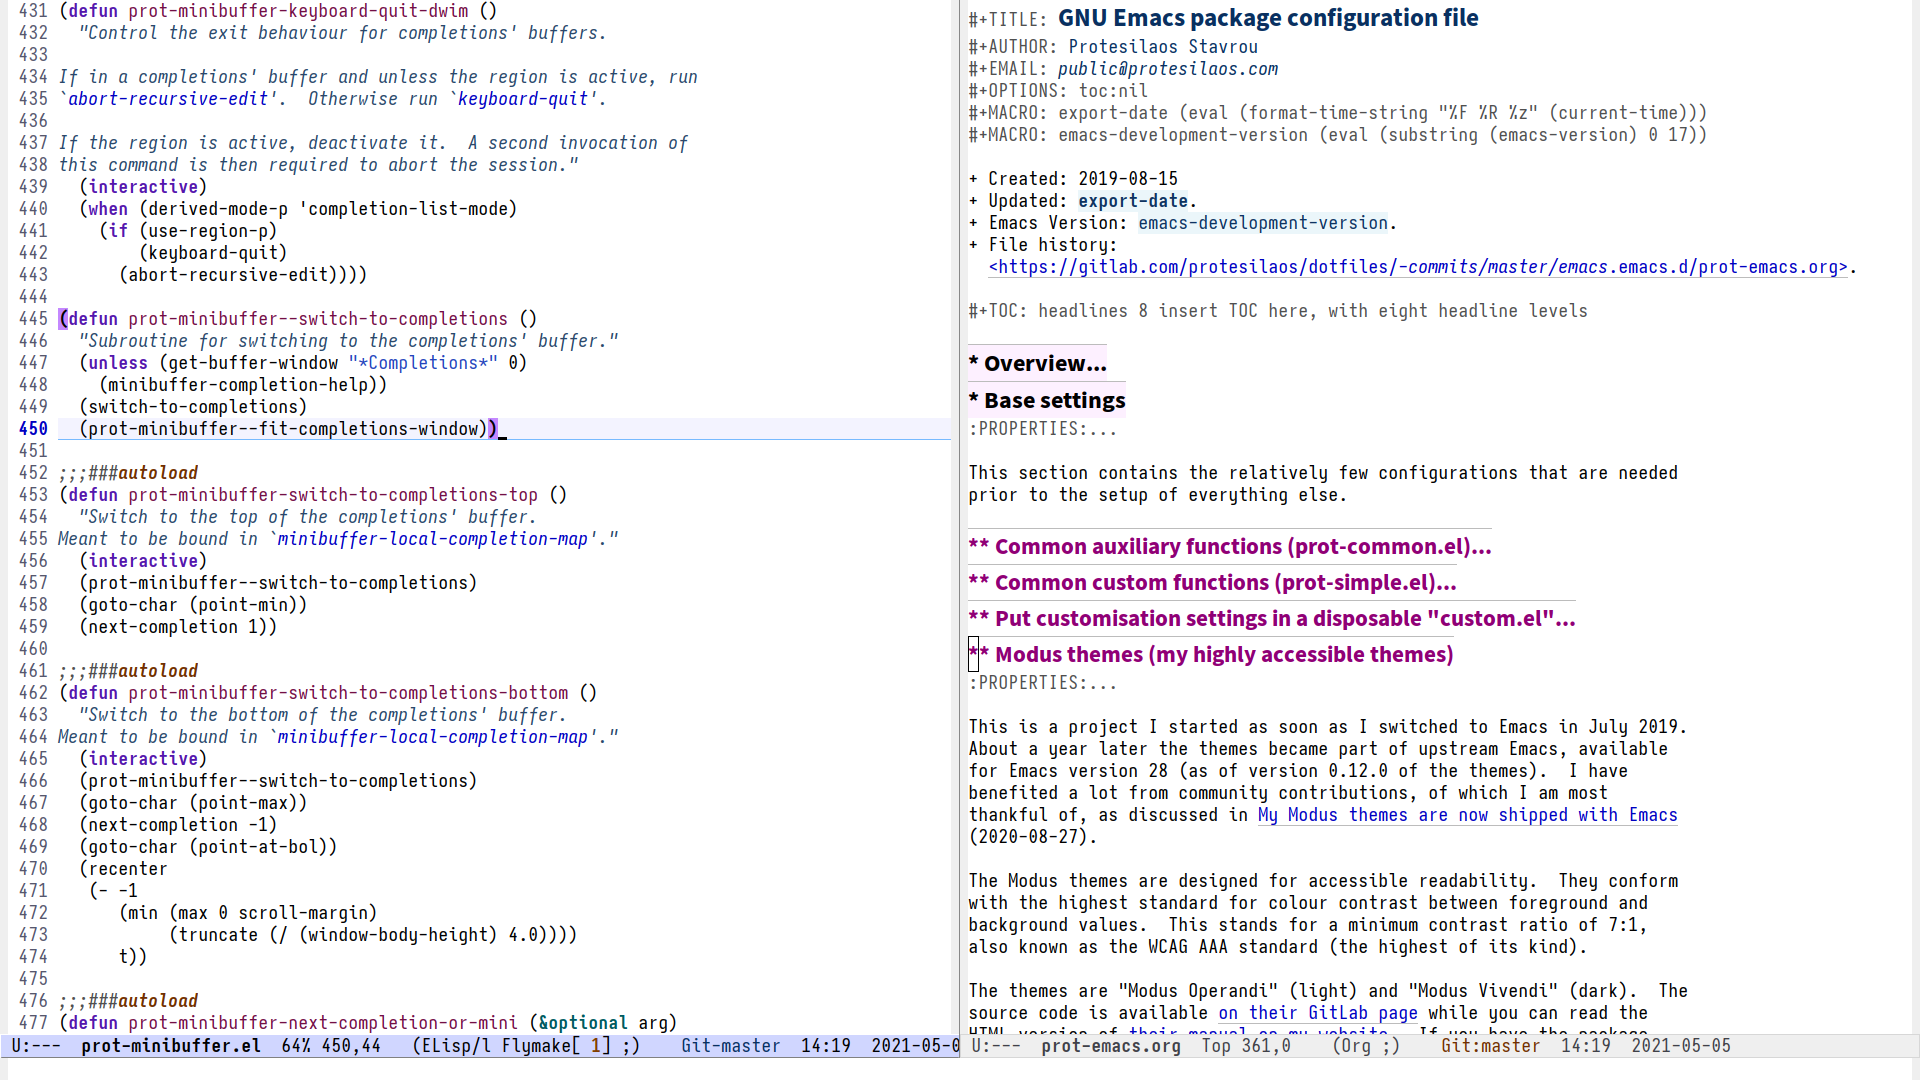 431 (defun prot-minibuffer-keyboard-quit-dwim ()
432   "Control the exit behaviour for completions' buffers.
433
434 If in a completions' buffer and unless the region is active, run
435 `abort-recursive-edit'.  Otherwise run `keyboard-quit'.
436
437 If the region is active, deactivate it.  A second invocation of
438 this command is then required to abort the session."
439   (interactive)
440   (when (derived-mode-p 'completion-list-mode)
441     (if (use-region-p)
442         (keyboard-quit)
443       (abort-recursive-edit))))
444
445 (defun prot-minibuffer--switch-to-completions ()
446   "Subroutine for switching to the completions' buffer."
447   (unless (get-buffer-window "*Completions*" 0)
448     (minibuffer-completion-help))
449   (switch-to-completions)
450   (prot-minibuffer--fit-completions-window))
451
452 ;;;###autoload
453 (defun prot-minibuffer-switch-to-completions-top ()
454   "Switch to the top of the completions' buffer.
455 Meant to be bound in `minibuffer-local-completion-map'."
456   (interactive)
457   (prot-minibuffer--switch-to-completions)
458   (goto-char (point-min))
459   (next-completion 1))
460
461 ;;;###autoload
462 (defun prot-minibuffer-switch-to-completions-bottom ()
463   "Switch to the bottom of the completions' buffer.
464 Meant to be bound in `minibuffer-local-completion-map'."
465   (interactive)
466   (prot-minibuffer--switch-to-completions)
467   (goto-char (point-max))
468   (next-completion -1)
469   (goto-char (point-at-bol))
470   (recenter
471    (- -1
472       (min (max 0 scroll-margin)
473            (truncate (/ (window-body-height) 4.0))))
474       t))
475
476 ;;;###autoload
477 (defun prot-minibuffer-next-completion-or-mini (&optional arg)
U:---  prot-minibuffer.el  64% 450,44   (ELisp/l Flymake[ 1] ;)    Git-master  14:19  2021-05-0
#+TITLE: GNU Emacs package configuration file
#+AUTHOR: Protesilaos Stavrou
#+EMAIL: public@protesilaos.com
#+OPTIONS: toc:nil
#+MACRO: export-date (eval (format-time-string "%F %R %z" (current-time)))
#+MACRO: emacs-development-version (eval (substring (emacs-version) 0 17))
+ Created: 2019-08-15
+ Updated: export-date.
+ Emacs Version: emacs-development-version.
+ File history:
  <https://gitlab.com/protesilaos/dotfiles/-commits/master/emacs.emacs.d/prot-emacs.org>.
#+TOC: headlines 8 insert TOC here, with eight headline levels
* Overview...
* Base settings
:PROPERTIES:...
This section contains the relatively few configurations that are needed
prior to the setup of everything else.
** Common auxiliary functions (prot-common.el)...
** Common custom functions (prot-simple.el)...
** Put customisation settings in a disposable "custom.el"...
** Modus themes (my highly accessible themes)
:PROPERTIES:...
This is a project I started as soon as I switched to Emacs in July 2019.
About a year later the themes became part of upstream Emacs, available
for Emacs version 28 (as of version 0.12.0 of the themes).  I have
benefited a lot from community contributions, of which I am most
thankful of, as discussed in My Modus themes are now shipped with Emacs
(2020-08-27).
The Modus themes are designed for accessible readability.  They conform
with the highest standard for colour contrast between foreground and
background values.  This stands for a minimum contrast ratio of 7:1,
also known as the WCAG AAA standard (the highest of its kind).
The themes are "Modus Operandi" (light) and "Modus Vivendi" (dark).  The
source code is available on their GitLab page while you can read the
HTML version of their manual on my website.  If you have the package
U:---  prot-emacs.org  Top 361,0    (Org ;)    Git:master  14:19  2021-05-05